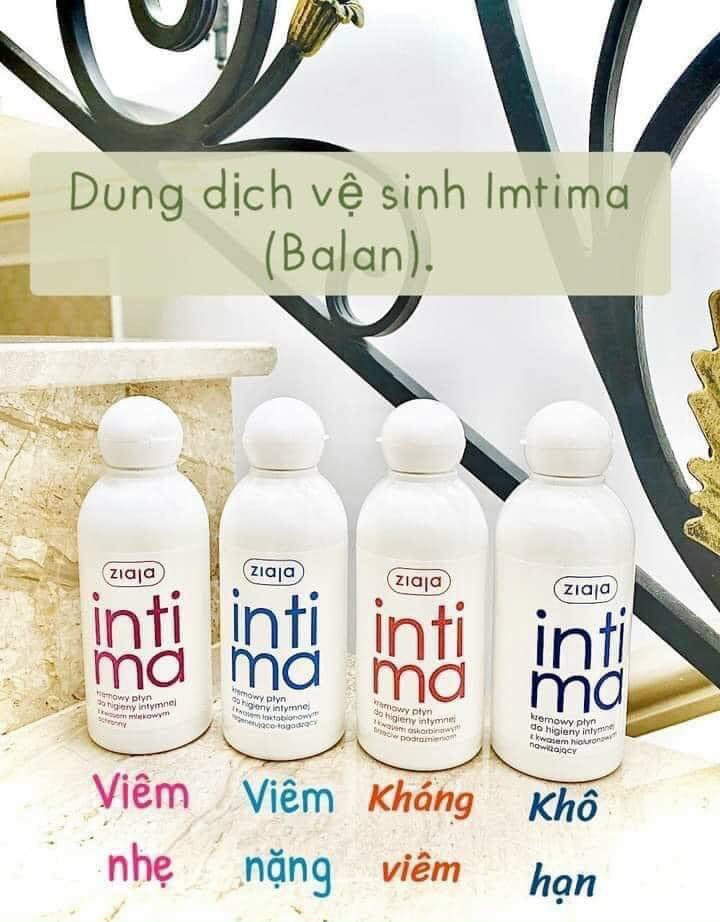 Dung dịch vệ sinh Imtima
(Balan).
ziaja
inti
ma
kremowy płyn
do higieny intymnej
z kwasem mlekowym
ochronny
ziaja
inti
ma
kremowy płyn
do higieny intymnej
z kwasem laktobionowym
regenerująco-łagodzący
ziaja
inti
ma
kremowy płyn
do higieny intymnej
z kwasem askorbinowym
przeciw podrażnieniom
ziaja
inti
ma
kremowy płyn
do higieny intymnej
z kwasem hialuronowym
nawilżający
Viêm
nhẹ
Viêm
nặng
Kháng
viêm
Khô
hạn